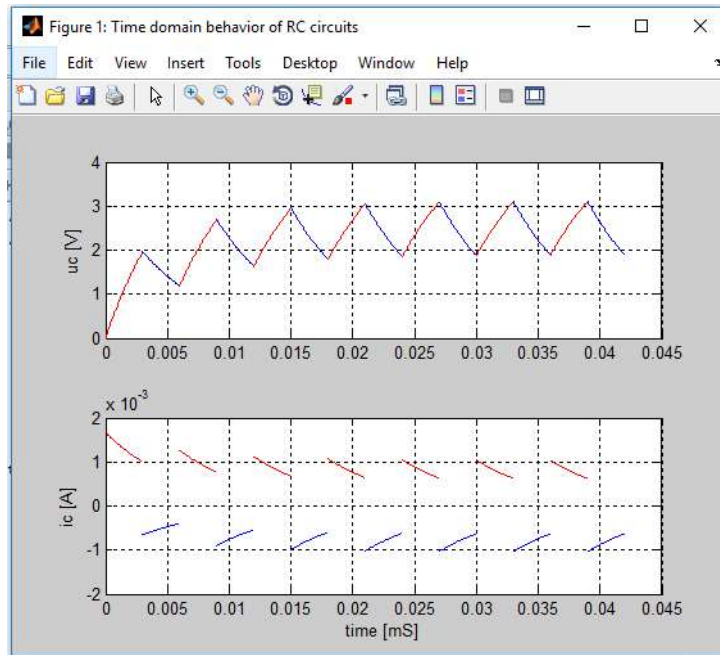 Figure 1: Time domain behavior of RC circuits
File Edit View Insert Tools Desktop Window Help
4
3
2
1
0
uc [V]
0 0.005 0.01 0.015 0.02 0.025 0.03 0.035 0.04 0.045
x 10^-3
2
1
0
-1
-2
ic [A]
0 0.005 0.01 0.015 0.02 0.025 0.03 0.035 0.04 0.045
time [mS]